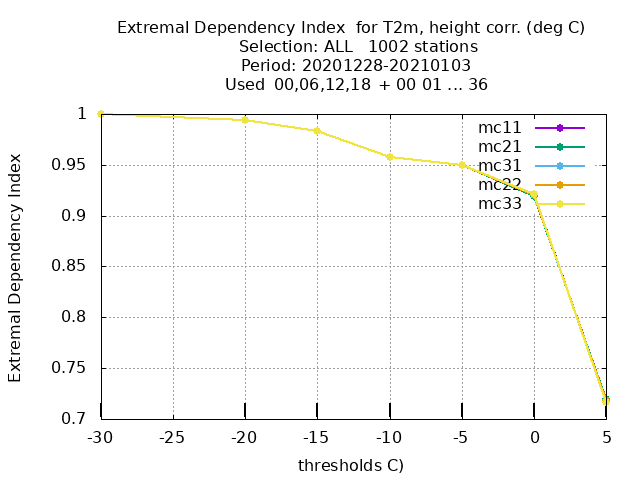 Extremal Dependency Index  for T2m, height corr. (deg C)
Selection: ALL   1002 stations
Period: 20201228-20210103
Used  00,06,12,18 + 00 01 ... 36
Extremal Dependency Index
1
0.95
0.9
0.85
0.8
0.75
0.7
mc11
mc21
mc31
mc22
mc33
-30 -25 -20 -15 -10 -5 0 5
thresholds C)